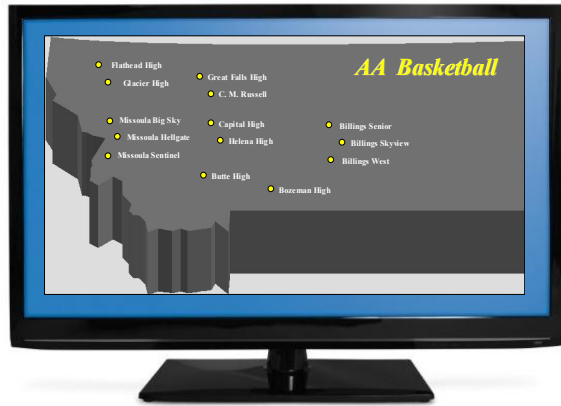 AA Basketball
Flathead High
Great Falls High
Glacier High
C. M. Russell
Missoula Big Sky
Capital High
Billings Senior
Missoula Hellgate
Helena High
Billings Skyview
Missoula Sentinel
Billings West
Butte High
Bozeman High